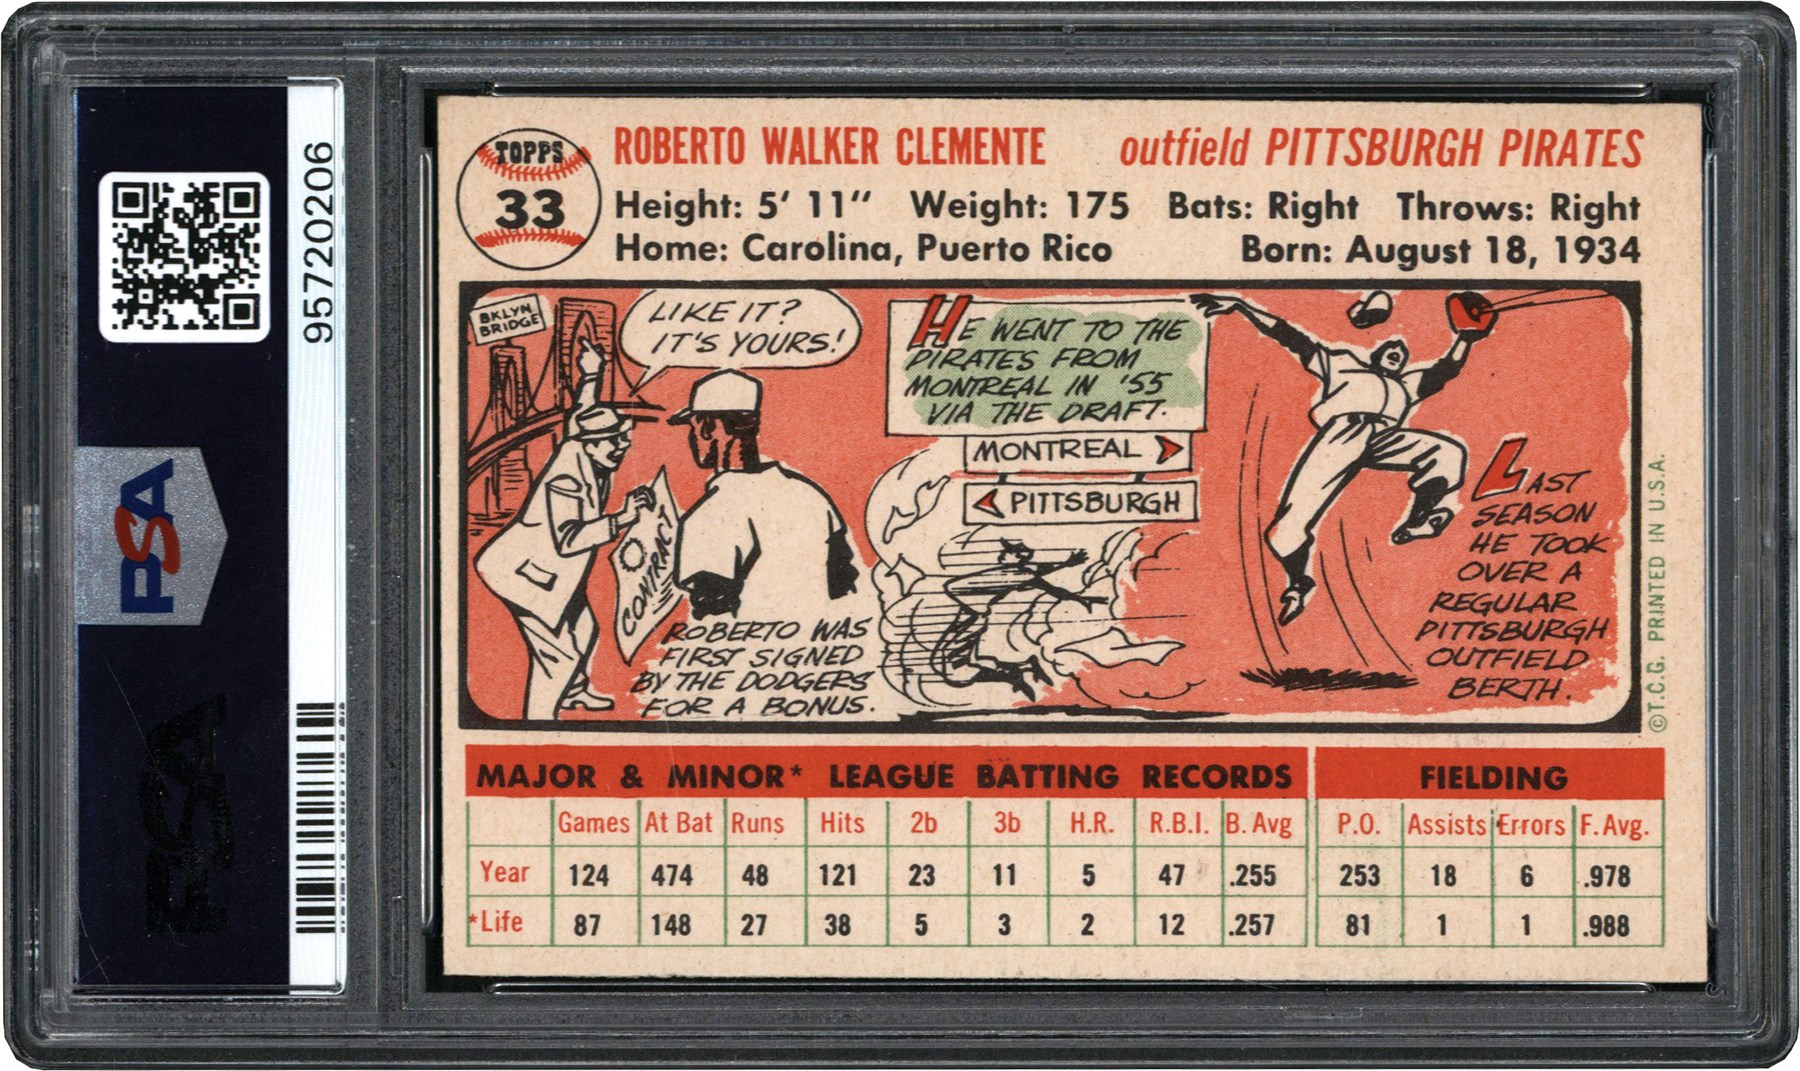 95720206
PSA
TOPPS
33
ROBERTO WALKER CLEMENTE outfield PITTSBURGH PIRATES
Height: 5' 11" Weight: 175 Bats: Right Throws: Right
Home: Carolina, Puerto Rico Born: August 18, 1934
BKLYN
BRIDGE
LIKE IT?
IT'S YOURS!
CONTRACT
ROBERTO WAS
FIRST SIGNED
BY THE DODGERS
FOR A BONUS.
HE WENT TO THE
PIRATES FROM
MONTREAL IN '55
VIA THE DRAFT.
MONTREAL
PITTSBURGH
LAST
SEASON
HE TOOK
OVER A
REGULAR
PITTSBURGH
OUTFIELD
BERTH.
©T.C.G. PRINTED IN U.S.A.
MAJOR & MINOR* LEAGUE BATTING RECORDS FIELDING
Games At Bat Runs Hits 2b 3b H.R. R.B.I. B. Avg P.O. Assists Errors F. Avg.
Year 124 474 48 121 23 11 5 47 .255 253 18 6 .978
*Life 87 148 27 38 5 3 2 12 .257 81 1 1 .988
PSA